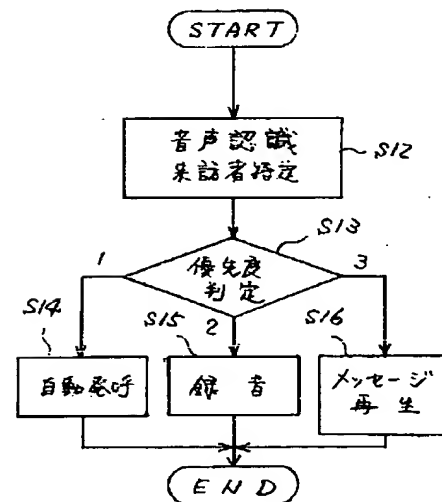 START
音声認識
来訪者特定
S12
S13
優先度
判定
1
2
3
S14
自動発呼
S15
録音
S16
メッセージ
再生
END